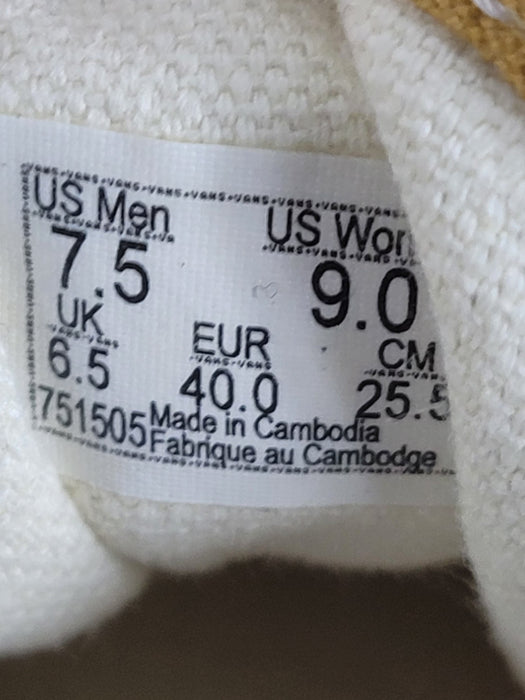 US Men
US Wom
7.5
9.0
UK
EUR
CM
6.5
40.0
25.5
751505
Made in Cambodia
Fabrique au Cambodge